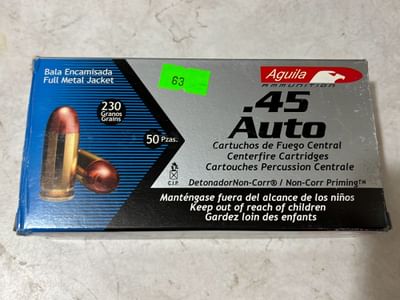 Bala Encamisada
Full Metal Jacket
63
Aguila
AMMUNITION
230
Granos
Grains
50 Pzas.
.45
Auto
Cartuchos de Fuego Central
Centerfire Cartridges
Cartouches Percussion Centrale
C.I.P.
DetonadorNon-Corr® / Non-Corr Priming™
Manténgase fuera del alcance de los niños
Keep out of reach of children
Gardez loin des enfants